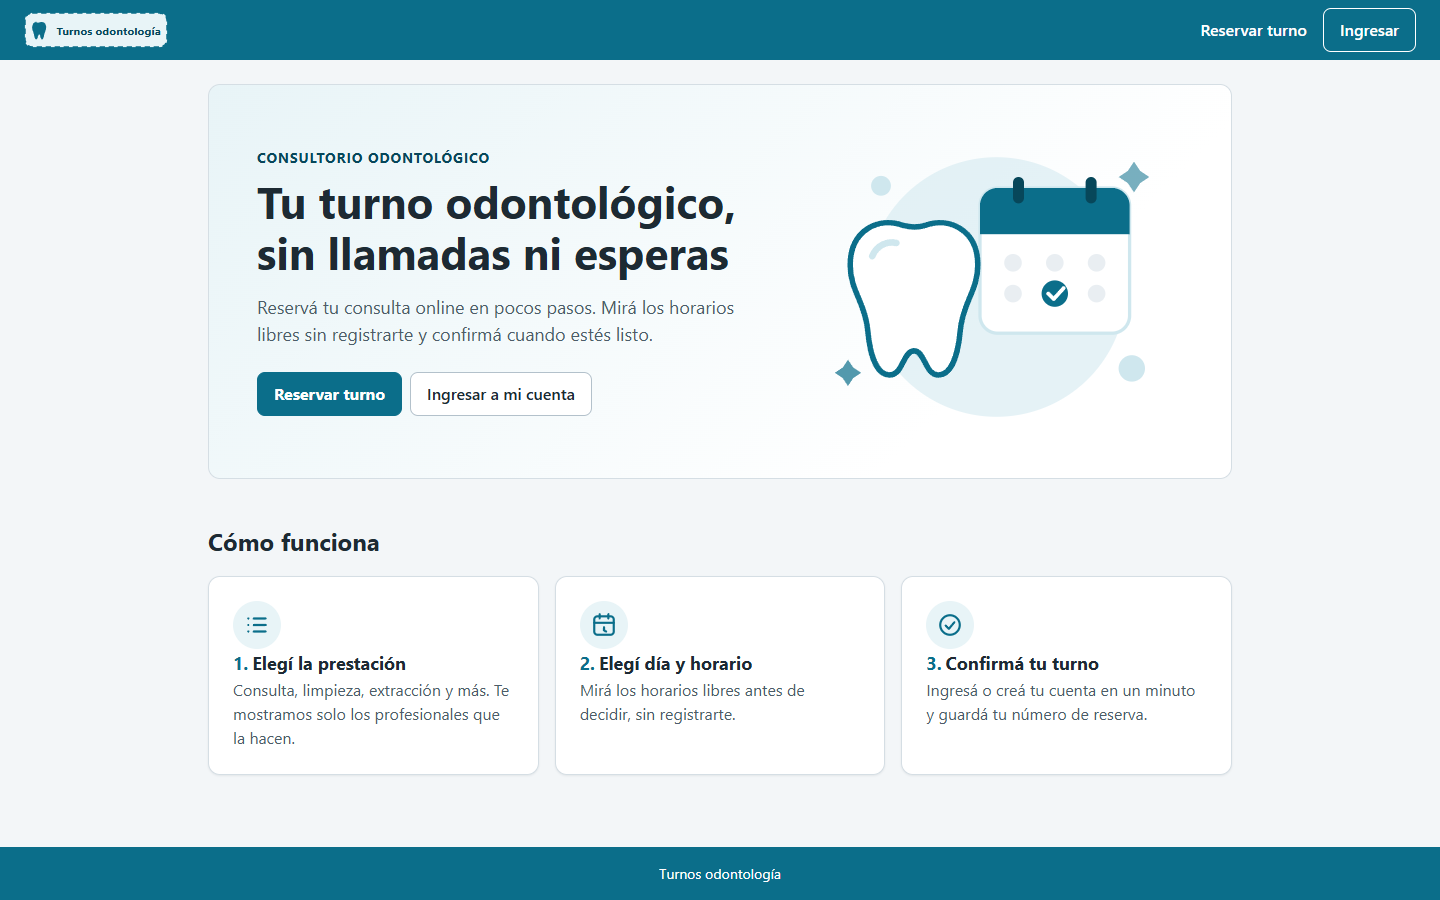 Turnos odontología
Reservar turno
Ingresar
CONSULTORIO ODONTOLÓGICO
Tu turno odontológico,
sin llamadas ni esperas
Reservá tu consulta online en pocos pasos. Mirá los horarios
libres sin registrarte y confirmá cuando estés listo.
Reservar turno
Ingresar a mi cuenta
Cómo funciona
1. Elegí la prestación
Consulta, limpieza, extracción y más. Te
mostramos solo los profesionales que
la hacen.
2. Elegí día y horario
Mirá los horarios libres antes de
decidir, sin registrarte.
3. Confirmá tu turno
Ingresá o creá tu cuenta en un minuto
y guardá tu número de reserva.
Turnos odontología